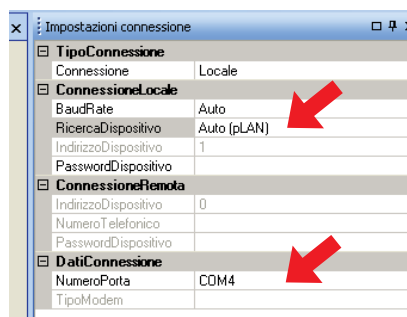 Impostazioni connessione
TipoConnessione
Connessione Locale
ConnessioneLocale
BaudRate Auto
RicercaDispositivo Auto (pLAN)
IndirizzoDispositivo 1
PasswordDispositivo
ConnessioneRemota
IndirizzoDispositivo 0
NumeroTelefonico
PasswordDispositivo
DatiConnessione
NumeroPorta COM4
TipoModem